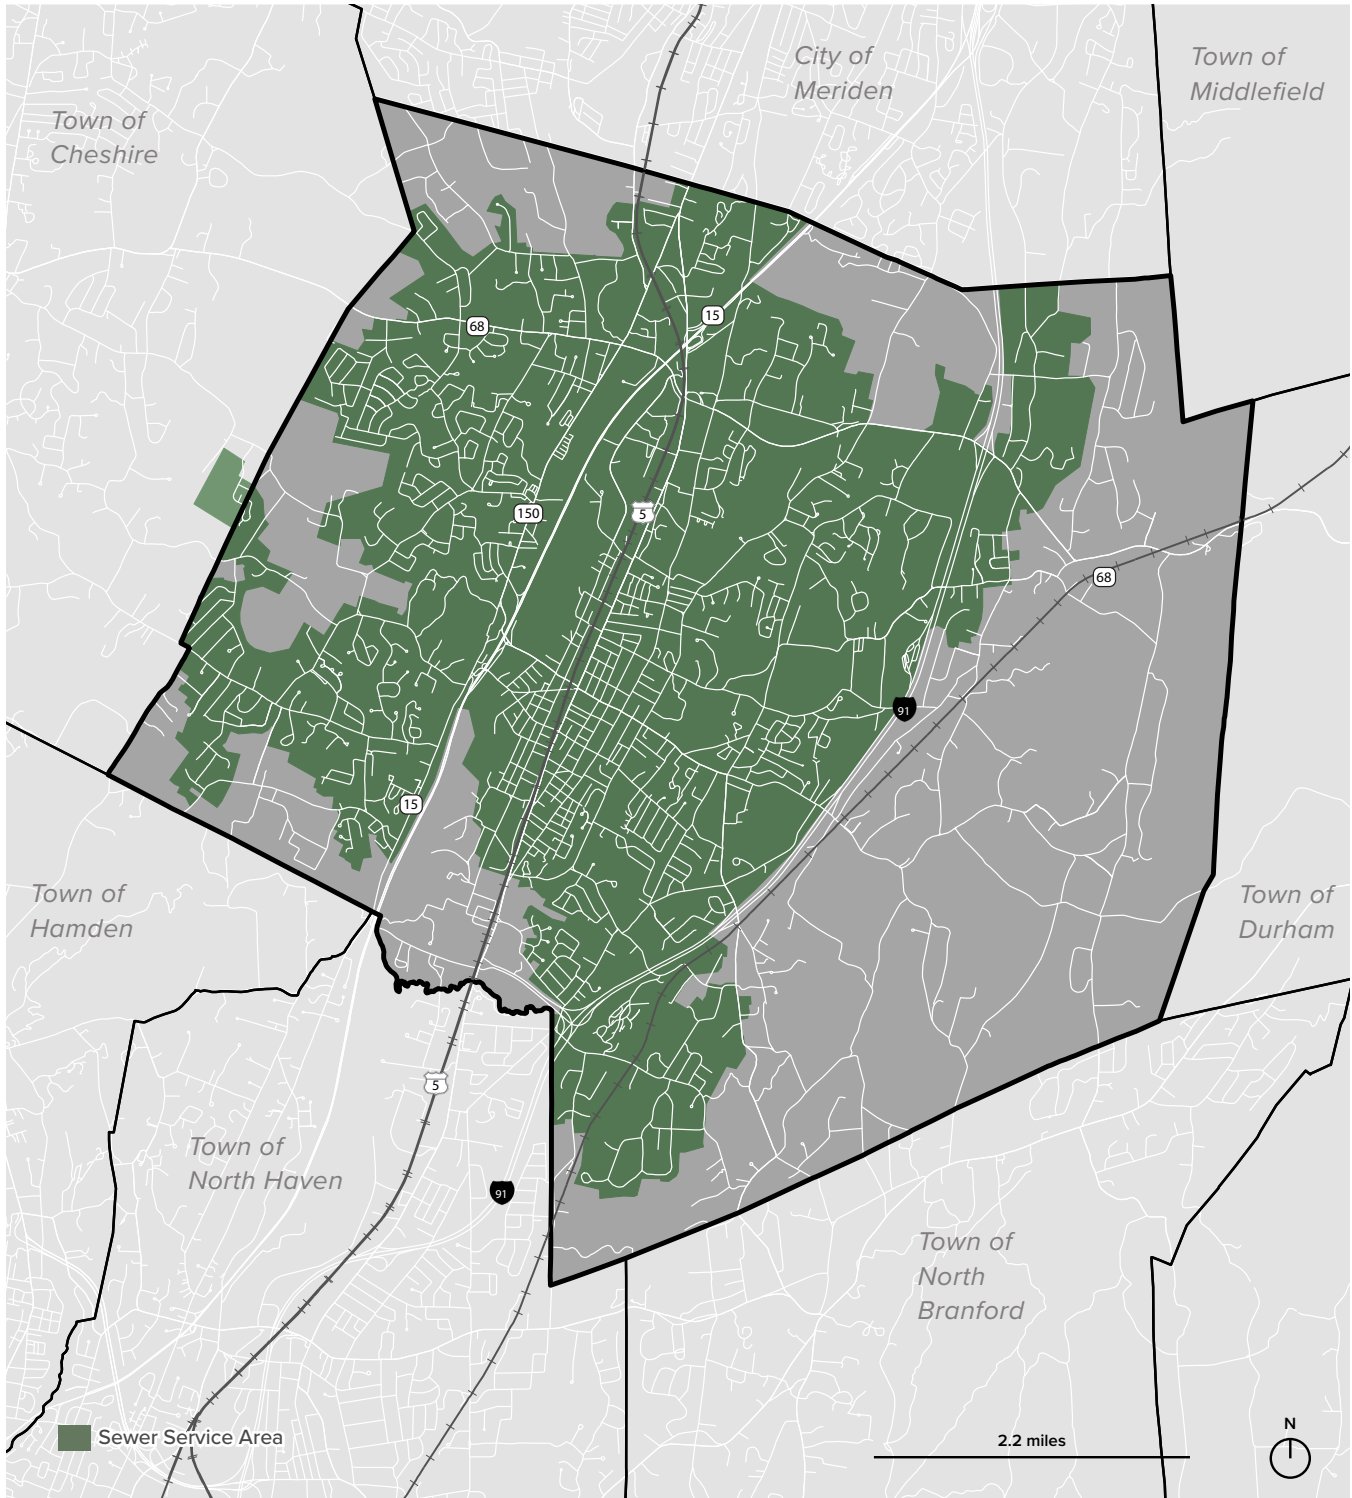 City of
Meriden
Town of
Middlefield
Town of
Cheshire
15
68
150
5
68
91
15
Town of
Hamden
Town of
Durham
5
Town of
North Haven
91
Town of
North
Branford
Sewer Service Area
2.2 miles
N